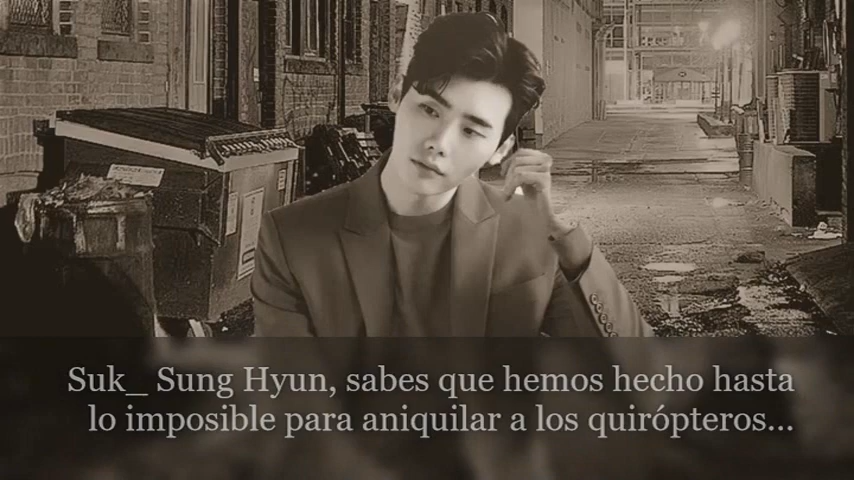 Suk_ Sung Hyun, sabes que hemos hecho hasta
lo imposible para aniquilar a los quirópteros...